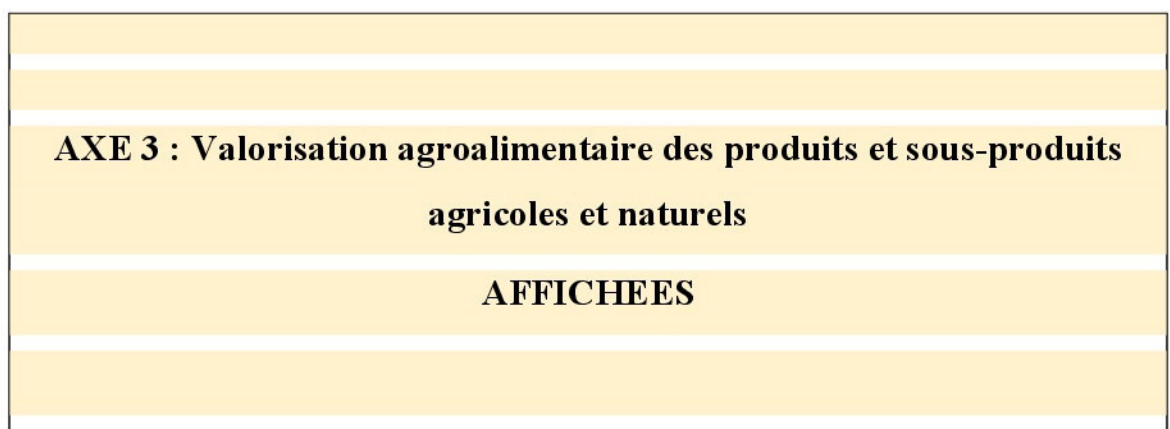 AXE 3 : Valorisation agroalimentaire des produits et sous-produits
agricoles et naturels
AFFICHEES